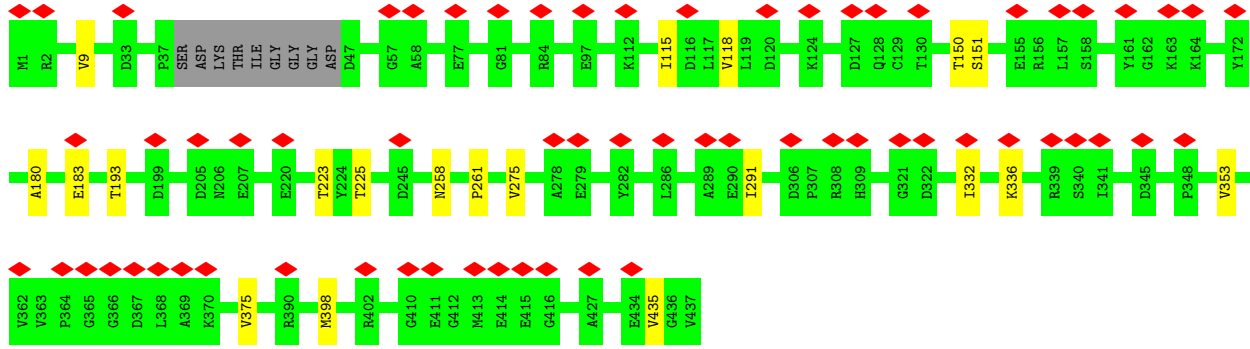 M1 R2 V9 D33 P37 SER ASP LYS THR ILE GLY GLY GLY ASP D47 G57 A58 E77 G81 R84 E97 K112 I115 D116 L117 V118 L119 D120 K124 D127 Q128 C129 T130 T150 S151 E155 R156 L157 S158 Y161 G162 K163 K164 Y172
A180 E183 T193 D199 D205 N206 E207 E220 T223 Y224 T225 D245 N258 P261 V275 A278 E279 Y282 L286 A289 E290 I291 D306 P307 R308 H309 G321 D322 I332 K336 R339 S340 I341 D345 P348 V353
V362 V363 P364 G365 G366 D367 L368 A369 K370 V375 R390 M398 R402 G410 E411 G412 M413 E414 E415 G416 A427 E434 V435 G436 V437